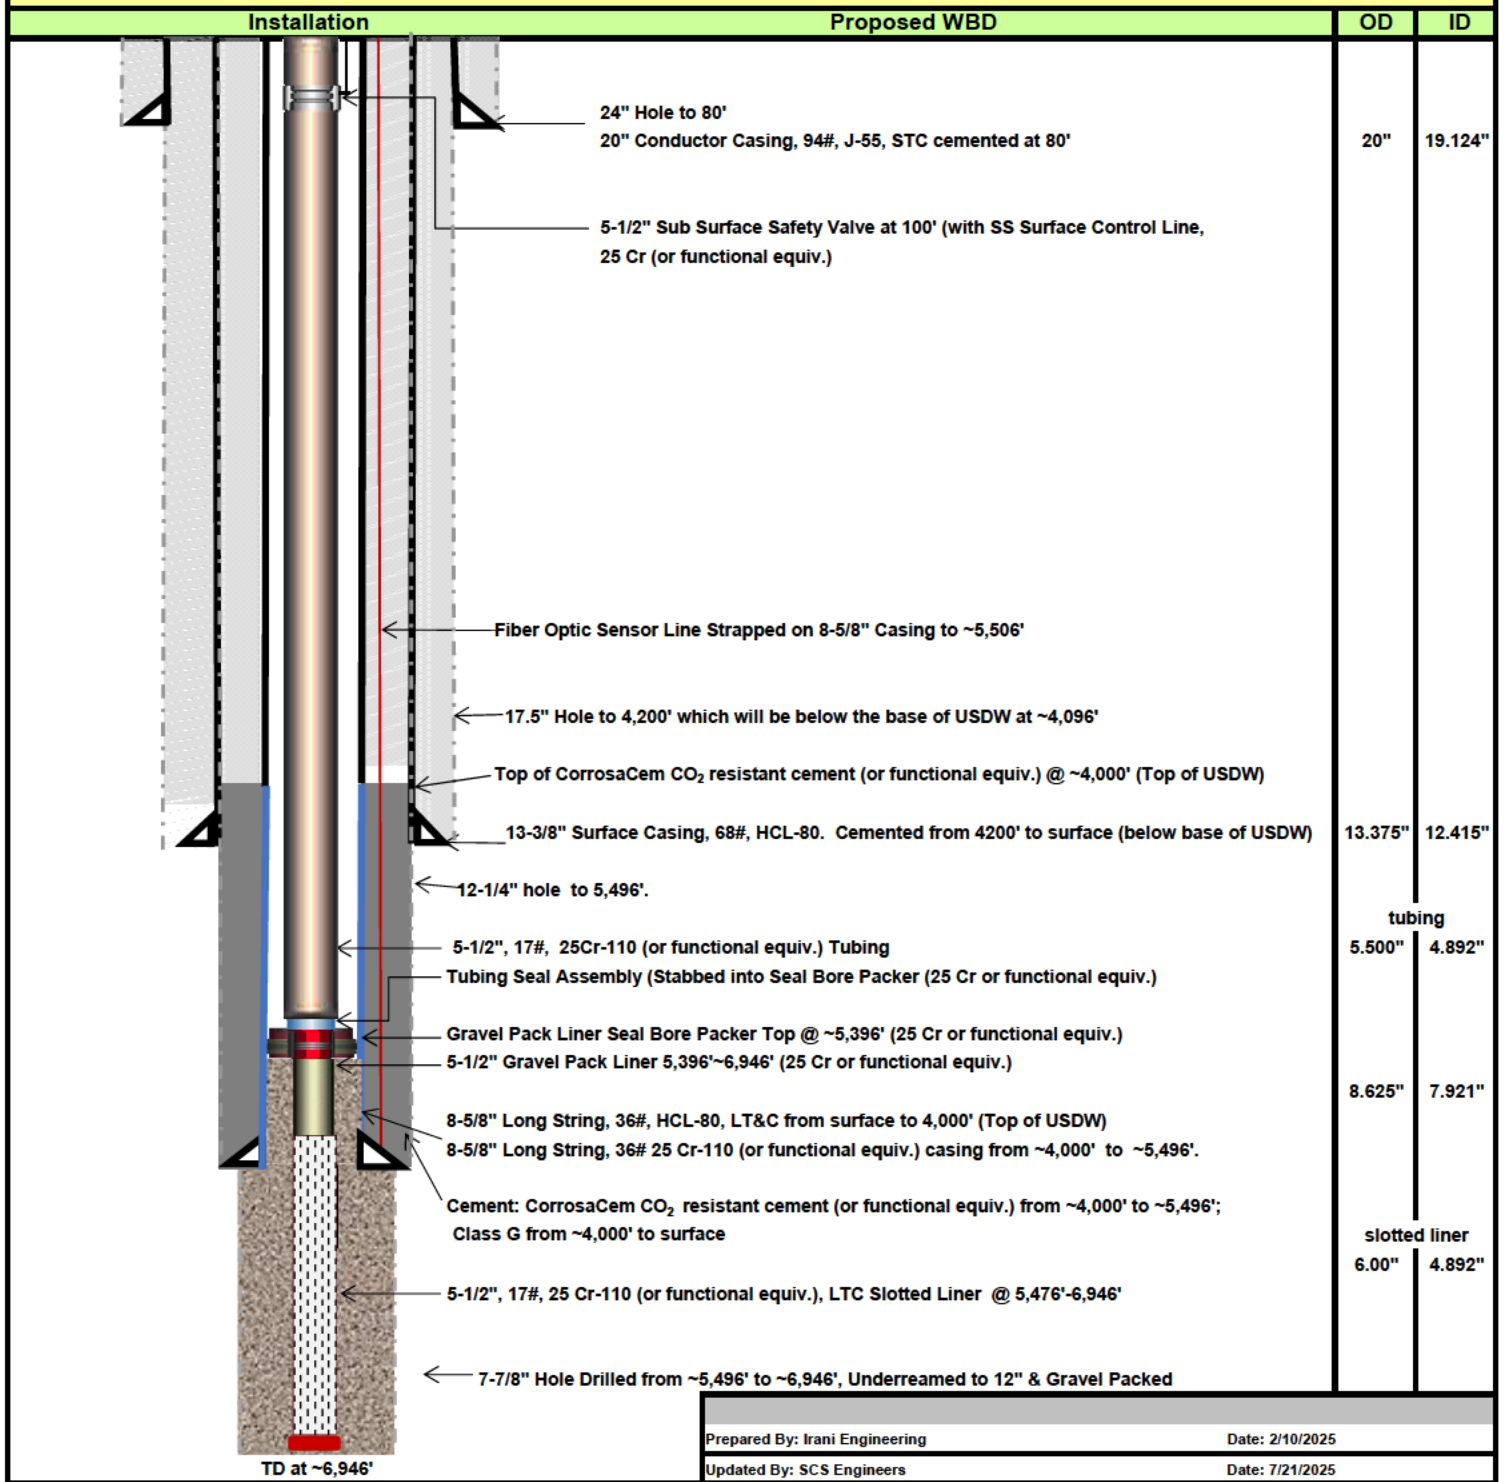 Installation Proposed WBD OD ID
24" Hole to 80'
20" Conductor Casing, 94#, J-55, STC cemented at 80' 20" 19.124"
5-1/2" Sub Surface Safety Valve at 100' (with SS Surface Control Line,
25 Cr (or functional equiv.)
Fiber Optic Sensor Line Strapped on 8-5/8" Casing to ~5,506'
17.5" Hole to 4,200' which will be below the base of USDW at ~4,096'
Top of CorrosaCem CO₂ resistant cement (or functional equiv.) @ ~4,000' (Top of USDW)
13-3/8" Surface Casing, 68#, HCL-80. Cemented from 4200' to surface (below base of USDW) 13.375" 12.415"
12-1/4" hole to 5,496'.
tubing
5-1/2", 17#, 25Cr-110 (or functional equiv.) Tubing 5.500" 4.892"
Tubing Seal Assembly (Stabbed into Seal Bore Packer (25 Cr or functional equiv.)
Gravel Pack Liner Seal Bore Packer Top @ ~5,396' (25 Cr or functional equiv.)
5-1/2" Gravel Pack Liner 5,396'~6,946' (25 Cr or functional equiv.)
8.625" 7.921"
8-5/8" Long String, 36#, HCL-80, LT&C from surface to 4,000' (Top of USDW)
8-5/8" Long String, 36# 25 Cr-110 (or functional equiv.) casing from ~4,000' to ~5,496'.
Cement: CorrosaCem CO₂ resistant cement (or functional equiv.) from ~4,000' to ~5,496';
Class G from ~4,000' to surface
slotted liner
6.00" 4.892"
5-1/2", 17#, 25 Cr-110 (or functional equiv.), LTC Slotted Liner @ 5,476'-6,946'
7-7/8" Hole Drilled from ~5,496' to ~6,946', Underreamed to 12" & Gravel Packed
Prepared By: Irani Engineering Date: 2/10/2025
TD at ~6,946'
Updated By: SCS Engineers Date: 7/21/2025